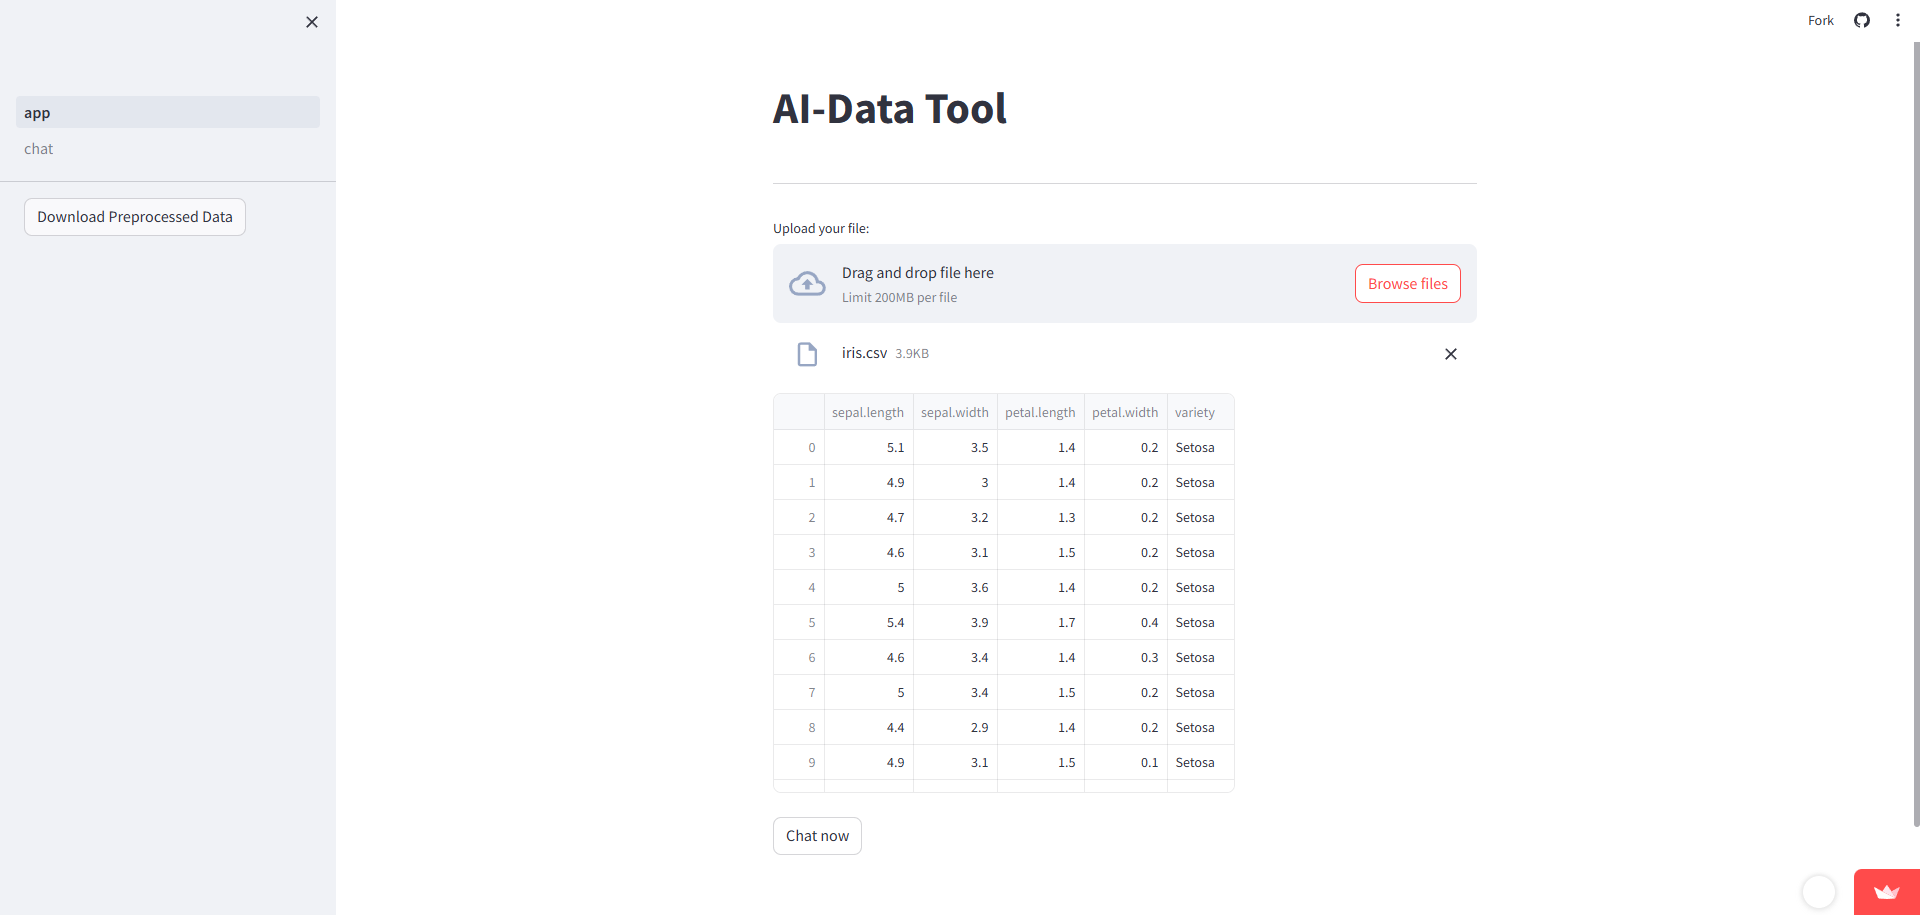 Fork
app
chat
Download Preprocessed Data
AI-Data Tool
Upload your file:
Drag and drop file here
Limit 200MB per file
Browse files
iris.csv 3.9KB
sepal.length sepal.width petal.length petal.width variety
0 5.1 3.5 1.4 0.2 Setosa
1 4.9 3 1.4 0.2 Setosa
2 4.7 3.2 1.3 0.2 Setosa
3 4.6 3.1 1.5 0.2 Setosa
4 5 3.6 1.4 0.2 Setosa
5 5.4 3.9 1.7 0.4 Setosa
6 4.6 3.4 1.4 0.3 Setosa
7 5 3.4 1.5 0.2 Setosa
8 4.4 2.9 1.4 0.2 Setosa
9 4.9 3.1 1.5 0.1 Setosa
Chat now